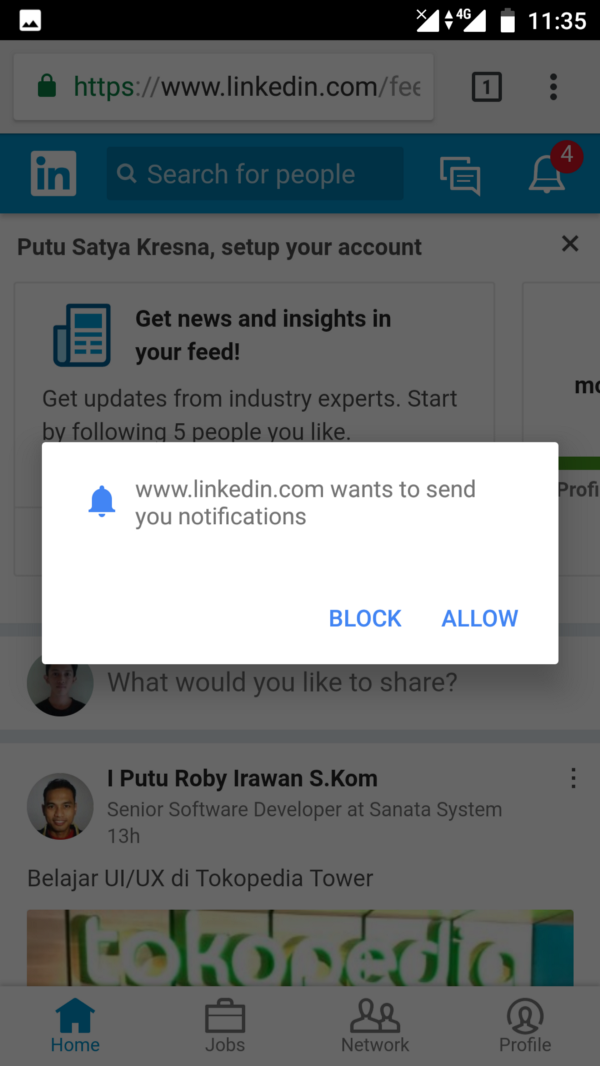 4G 11:35
https://www.linkedin.com/fee
1
in Search for people 4
Putu Satya Kresna, setup your account
Get news and insights in
your feed!
Get updates from industry experts. Start
by following 5 people you like.
mo
Profi
www.linkedin.com wants to send
you notifications
BLOCK ALLOW
What would you like to share?
I Putu Roby Irawan S.Kom
Senior Software Developer at Sanata System
13h
Belajar UI/UX di Tokopedia Tower
tokopedia
Home Jobs Network Profile